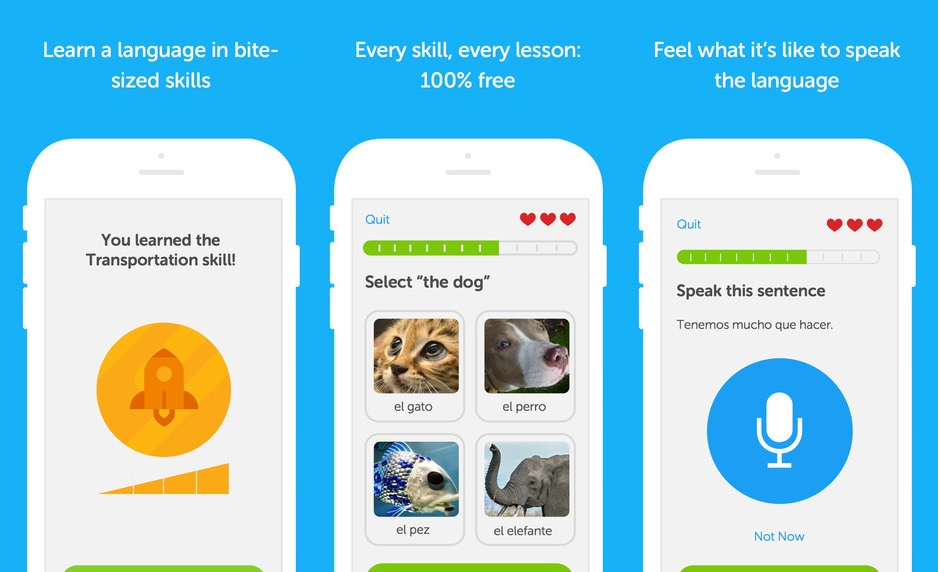 Learn a language in bite-
sized skills
You learned the
Transportation skill!
Every skill, every lesson:
100% free
Quit
Select “the dog”
el gato
el perro
el pez
el elefante
Feel what it’s like to speak
the language
Quit
Speak this sentence
Tenemos mucho que hacer.
Not Now